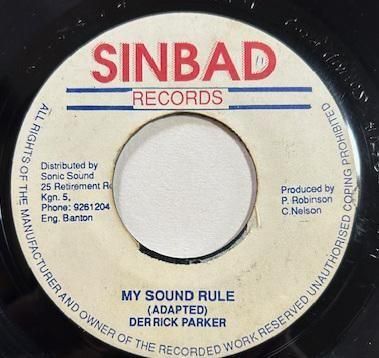 SINBAD
RECORDS
Distributed by
Sonic Sound
25 Retirement
Kgn. 5,
Phone: 9261204
Eng. Banton
Produced by
P. Robinson
C.Nelson
MY SOUND RULE
(ADAPTED)
DERRICK PARKER
ALL RIGHTS OF THE MANUFACTURER AND OWNER OF THE RECORDED WORK RESERVED UNAUTHORISED COPING PROHIBITED